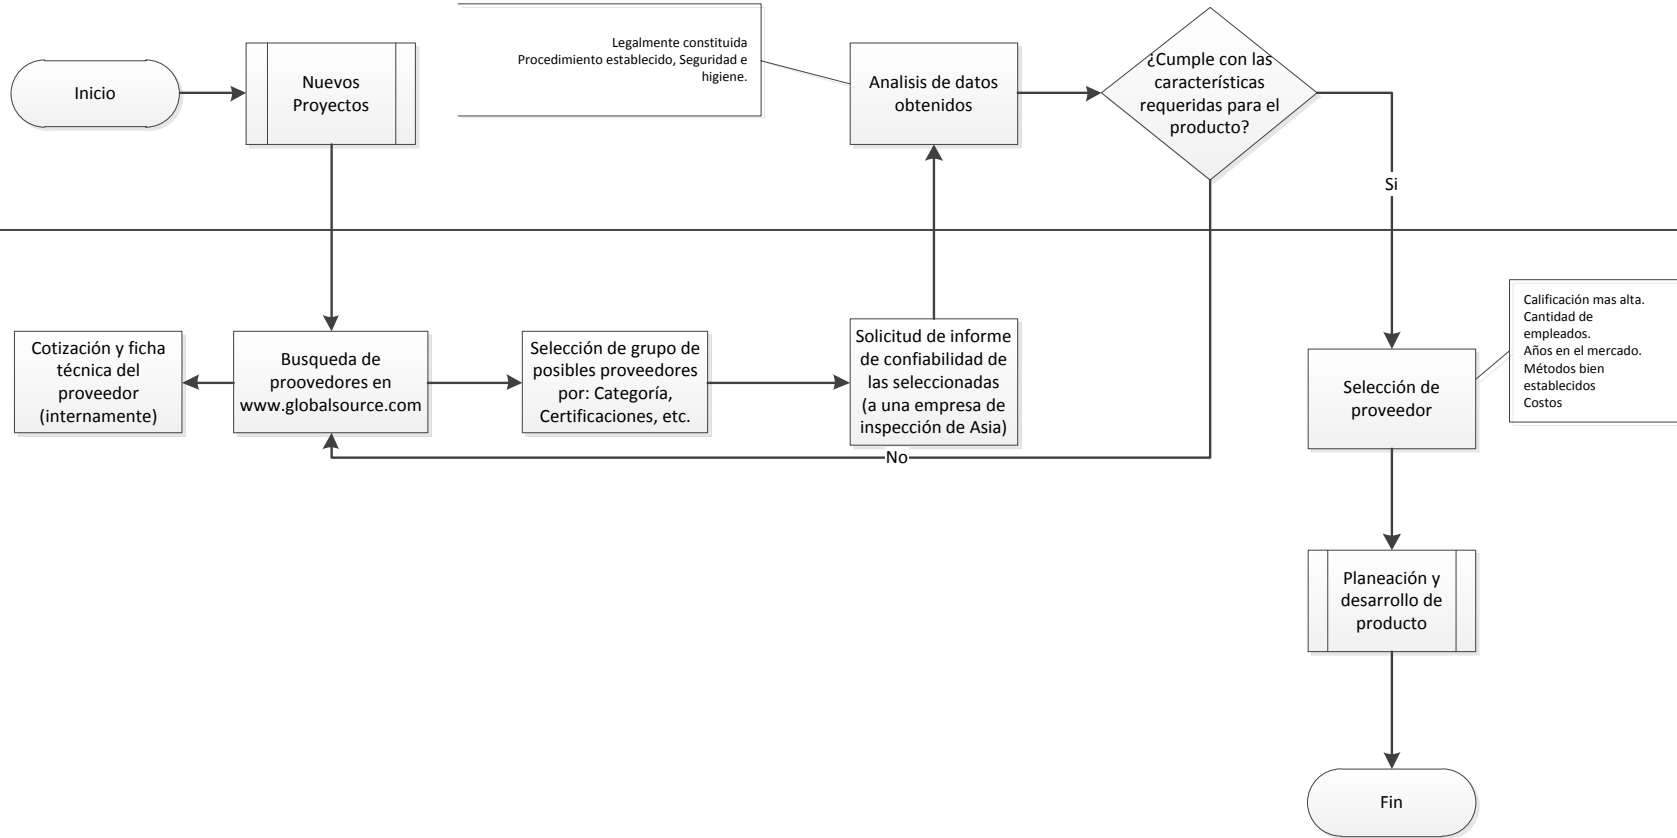 Inicio
Nuevos
Proyectos
Legalmente constituida
Procedimiento establecido, Seguridad e
higiene.
Analisis de datos
obtenidos
¿Cumple con las
características
requeridas para el
producto?
Si
Cotización y ficha
técnica del
proveedor
(internamente)
Busqueda de
proovedores en
www.globalsource.com
Selección de grupo de
posibles proveedores
por: Categoría,
Certificaciones, etc.
Solicitud de informe
de confiabilidad de
las seleccionadas
(a una empresa de
inspección de Asia)
No
Selección de
proveedor
Calificación mas alta.
Cantidad de
empleados.
Años en el mercado.
Métodos bien
establecidos
Costos
Planeación y
desarrollo de
producto
Fin